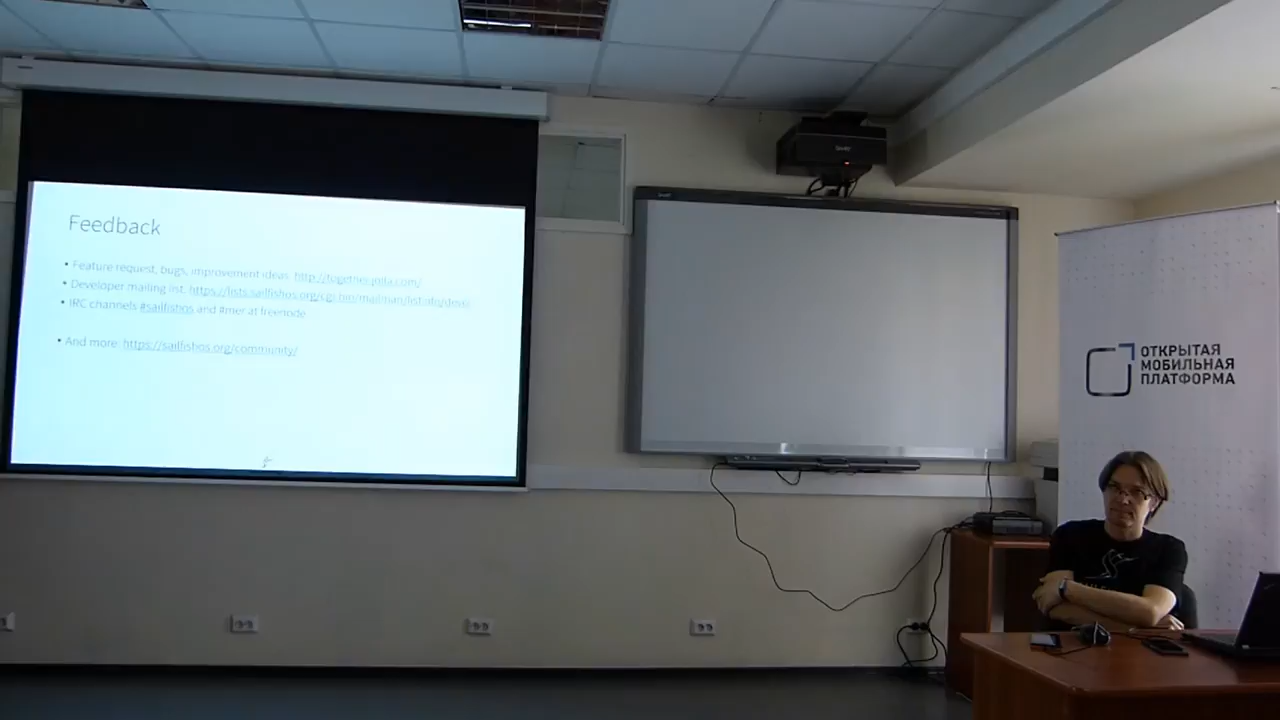 Feedback
• Feature request, bugs, improvement ideas: http://together.jolla.com/
• Developer mailing list, https://lists.sailfishos.org/cgi-bin/mailman/listinfo/devel
• IRC channels #sailfishos and #mer at freenode
• And more: https://sailfishos.org/community/
ОТКРЫТАЯ
МОБИЛЬНАЯ
ПЛАТФОРМА